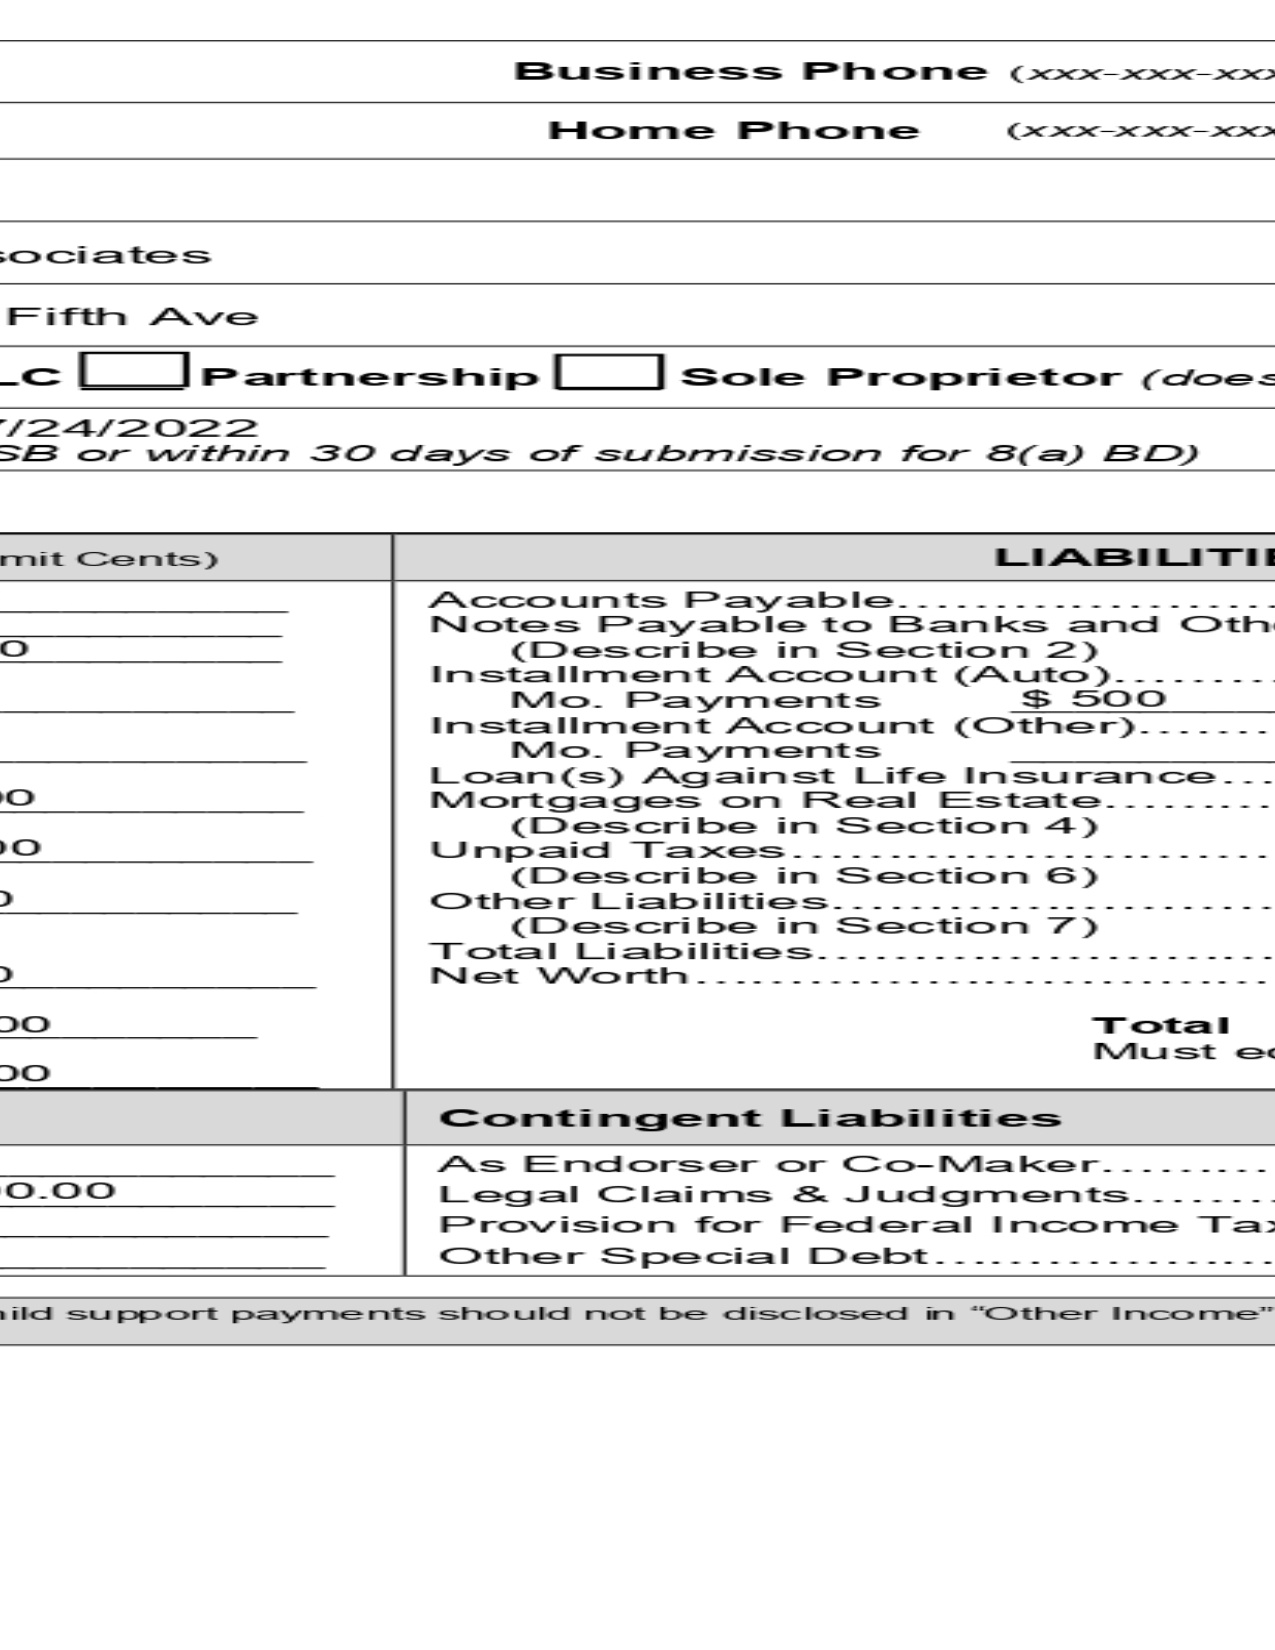 Business Phone (xxx-xxx-xxx
Home Phone (xxx-xxx-xxx
sociates
Fifth Ave
LC Partnership Sole Proprietor (does
/24/2022
SB or within 30 days of submission for 8(a) BD)
mit Cents) LIABILITIE
Accounts Payable
Notes Payable to Banks and Oth
0 (Describe in Section 2)
Installment Account (Auto)
Mo. Payments $ 500
Installment Account (Other)
Mo. Payments
Loan(s) Against Life Insurance
00 Mortgages on Real Estate
(Describe in Section 4)
00 Unpaid Taxes
(Describe in Section 6)
0 Other Liabilities
(Describe in Section 7)
Total Liabilities
0 Net Worth
00 Total
Must eq
00
Contingent Liabilities
As Endorser or Co-Maker
0.00 Legal Claims & Judgments
Provision for Federal Income Tax
Other Special Debt
hild support payments should not be disclosed in “Other Income”